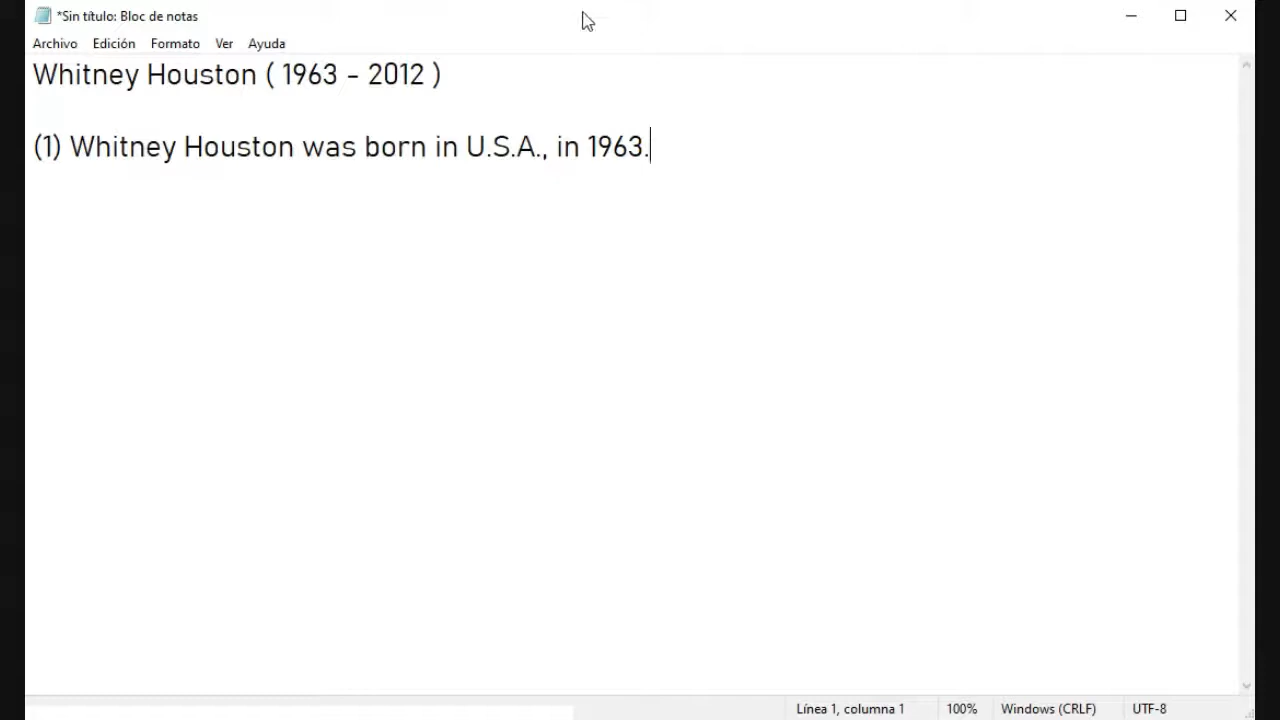 *Sin título: Bloc de notas
Archivo Edición Formato Ver Ayuda
Whitney Houston ( 1963 - 2012 )
(1) Whitney Houston was born in U.S.A., in 1963.
Línea 1, columna 1 100% Windows (CRLF) UTF-8